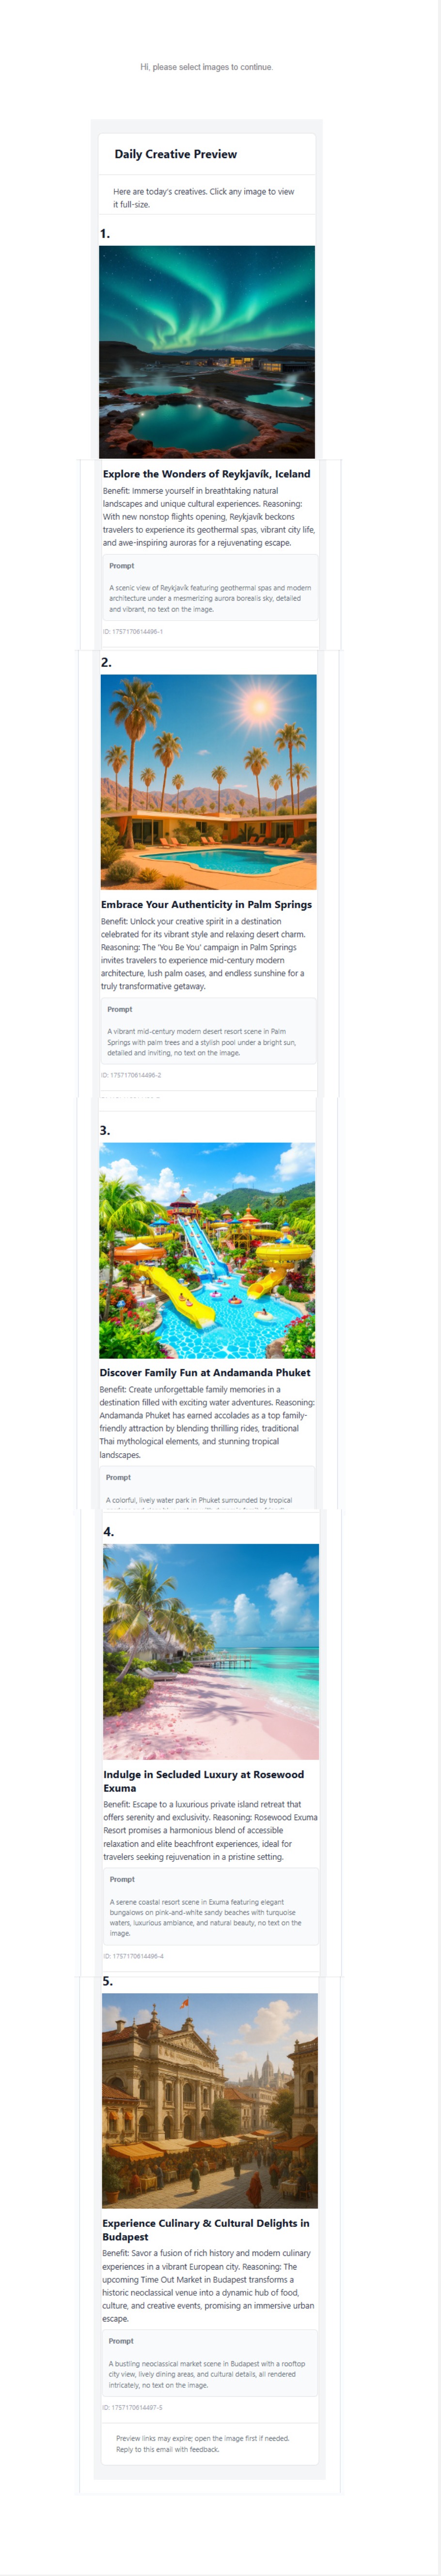 Hi, please select images to continue.
Daily Creative Preview
Here are today's creatives. Click any image to view
it full-size.
1.
Explore the Wonders of Reykjavík, Iceland
Benefit: Immerse yourself in breathtaking natural
landscapes and unique cultural experiences. Reasoning:
With new nonstop flights opening, Reykjavík beckons
travelers to experience its geothermal spas, vibrant city life,
and awe-inspiring auroras for a rejuvenating escape.
Prompt
A scenic view of Reykjavík featuring geothermal spas and modern
architecture under a mesmerizing aurora borealis sky, detailed
and vibrant, no text on the image.
ID: 1757170614496-1
2.
Embrace Your Authenticity in Palm Springs
Benefit: Unlock your creative spirit in a destination
celebrated for its vibrant style and relaxing desert charm.
Reasoning: The 'You Be You' campaign in Palm Springs
invites travelers to experience mid-century modern
architecture, lush palm oases, and endless sunshine for a
truly transformative getaway.
Prompt
A vibrant mid-century modern desert resort scene in Palm
Springs with palm trees and a stylish pool under a bright sun,
detailed and inviting, no text on the image.
ID: 1757170614496-2
3.
Discover Family Fun at Andamanda Phuket
Benefit: Create unforgettable family memories in a
destination filled with exciting water adventures. Reasoning:
Andamanda Phuket has earned accolades as a top family-
friendly attraction by blending thrilling rides, traditional
Thai mythological elements, and stunning tropical
landscapes.
Prompt
A colorful, lively water park in Phuket surrounded by tropical
4.
Indulge in Secluded Luxury at Rosewood
Exuma
Benefit: Escape to a luxurious private island retreat that
offers serenity and exclusivity. Reasoning: Rosewood Exuma
Resort promises a harmonious blend of accessible
relaxation and elite beachfront experiences, ideal for
travelers seeking rejuvenation in a pristine setting.
Prompt
A serene coastal resort scene in Exuma featuring elegant
bungalows on pink-and-white sandy beaches with turquoise
waters, luxurious ambiance, and natural beauty, no text on the
image.
ID: 1757170614496-4
5.
Experience Culinary & Cultural Delights in
Budapest
Benefit: Savor a fusion of rich history and modern culinary
experiences in a vibrant European city. Reasoning: The
upcoming Time Out Market in Budapest transforms a
historic neoclassical venue into a dynamic hub of food,
culture, and creative events, promising an immersive urban
escape.
Prompt
A bustling neoclassical market scene in Budapest with a rooftop
city view, lively dining areas, and cultural details, all rendered
intricately, no text on the image.
ID: 1757170614497-5
Preview links may expire; open the image first if needed.
Reply to this email with feedback.